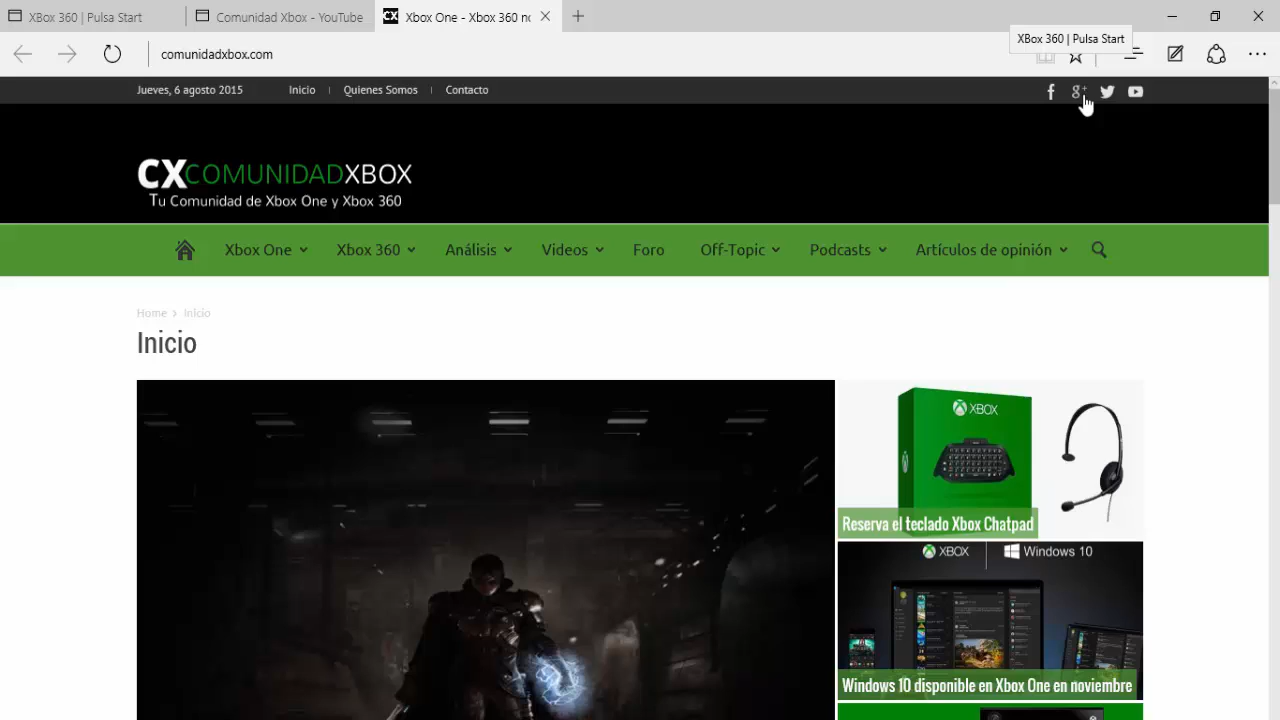 XBox 360 | Pulsa Start
Comunidad Xbox - YouTube
CX Xbox One - Xbox 360 no
comunidadxbox.com
XBox 360 | Pulsa Start
Jueves, 6 agosto 2015
Inicio
Quienes Somos
Contacto
CXCOMUNIDADXBOX
Tu Comunidad de Xbox One y Xbox 360
Xbox One
Xbox 360
Análisis
Videos
Foro
Off-Topic
Podcasts
Artículos de opinión
Home > Inicio
Inicio
XBOX
Reserva el teclado Xbox Chatpad
XBOX | Windows 10
Windows 10 disponible en Xbox One en noviembre